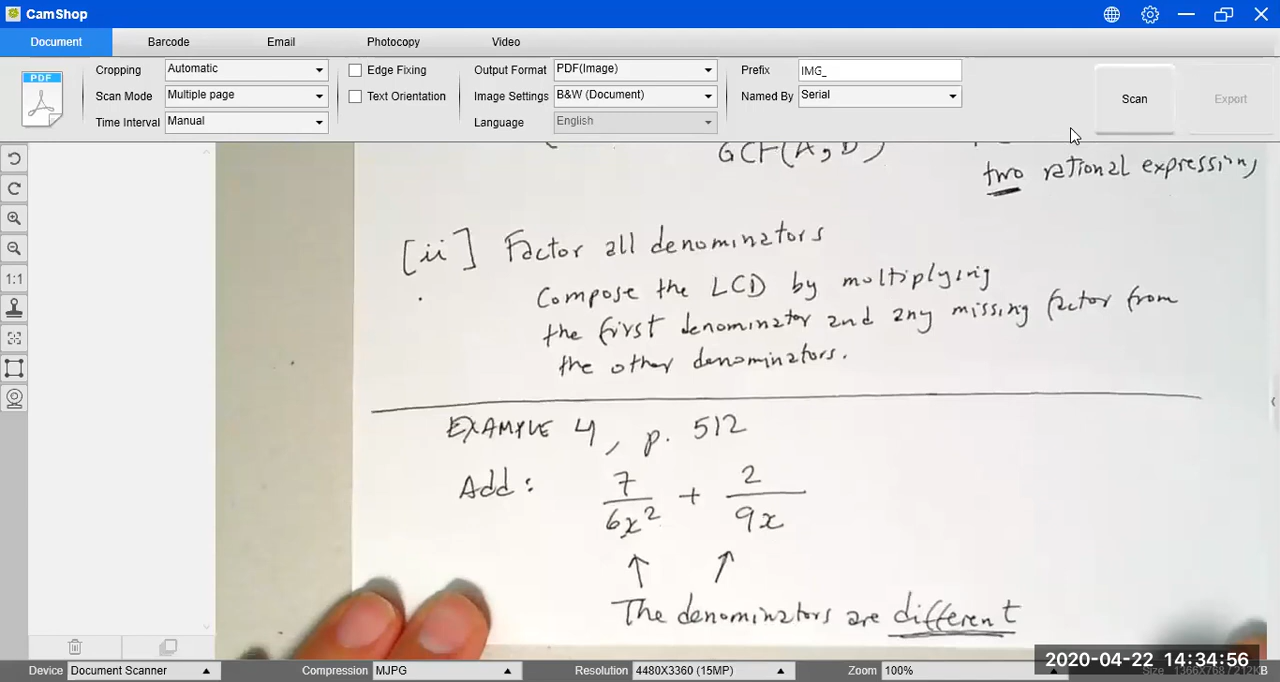 CamShop
Document Barcode Email Photocopy Video
PDF
Cropping Automatic Edge Fixing Output Format PDF(Image) Prefix IMG_
Scan Mode Multiple page Text Orientation Image Settings B&W (Document) Named By Serial
Time Interval Manual Language English
Scan Export
1:1
GCF(A, B)
two rational expressions
[ii] Factor all denominators
Compose the LCD by multiplying
the first denominator and any missing factor from
the other denominators.
EXAMPLE 4, p. 512
Add: 7/6x² + 2/9x
↑ ↑
The denominators are different
Device Document Scanner Compression MJPG Resolution 4480X3360 (15MP) Zoom 100%
2020-04-22 14:34:56